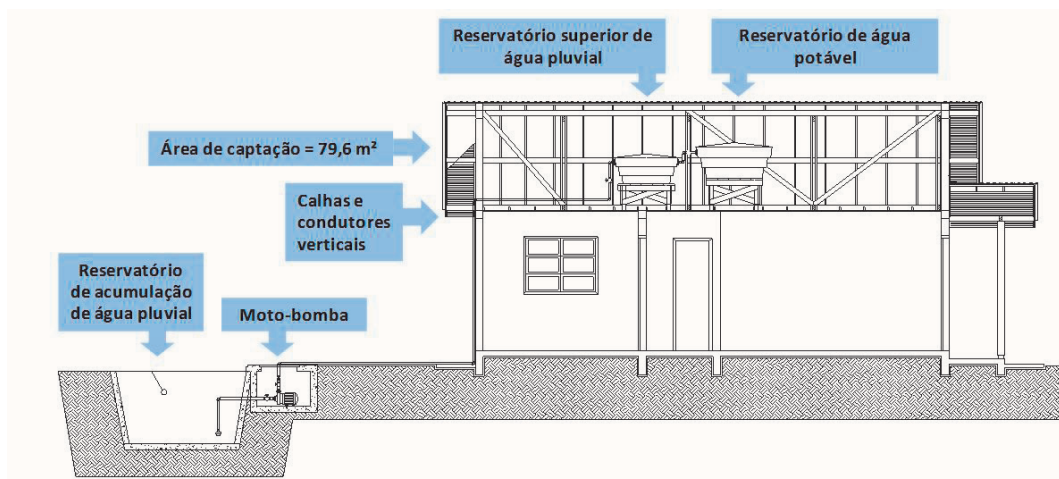 Reservatório superior de
água pluvial
Reservatório de água
potável
Área de captação = 79,6 m²
Calhas e
condutores
verticais
Reservatório
de acumulação
de água pluvial
Moto-bomba